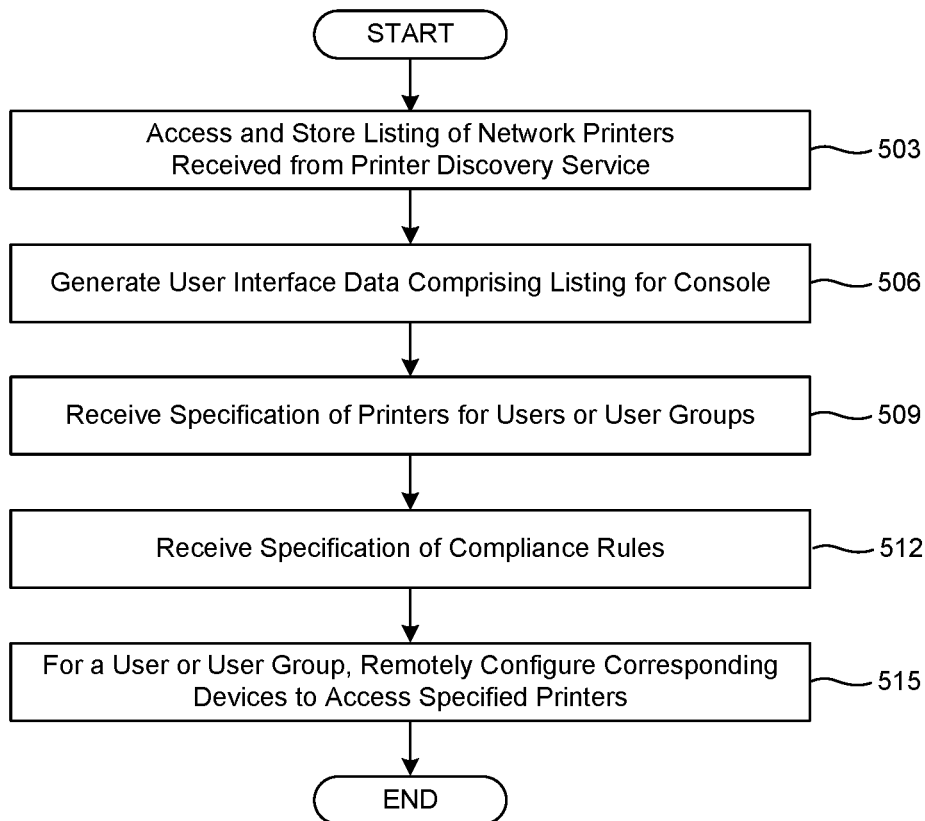 START
Access and Store Listing of Network Printers
Received from Printer Discovery Service
503
Generate User Interface Data Comprising Listing for Console
506
Receive Specification of Printers for Users or User Groups
509
Receive Specification of Compliance Rules
512
For a User or User Group, Remotely Configure Corresponding
Devices to Access Specified Printers
515
END